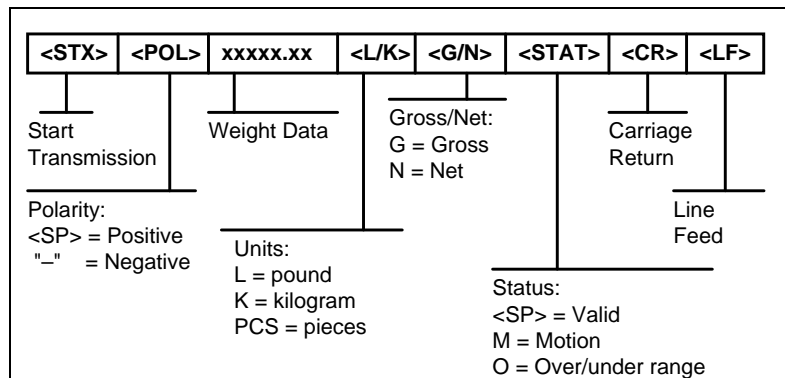 <STX> <POL> xxxxx.xx <L/K> <G/N> <STAT> <CR> <LF>
Start
Transmission
Weight Data
Gross/Net:
G = Gross
N = Net
Carriage
Return
Polarity:
<SP> = Positive
"–" = Negative
Units:
L = pound
K = kilogram
PCS = pieces
Line
Feed
Status:
<SP> = Valid
M = Motion
O = Over/under range